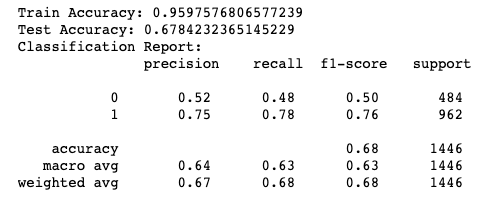 Train Accuracy: 0.9597576806577239
Test Accuracy: 0.6784232365145229
Classification Report:
precision recall f1-score support
0 0.52 0.48 0.50 484
1 0.75 0.78 0.76 962
accuracy 0.68 1446
macro avg 0.64 0.63 0.63 1446
weighted avg 0.67 0.68 0.68 1446